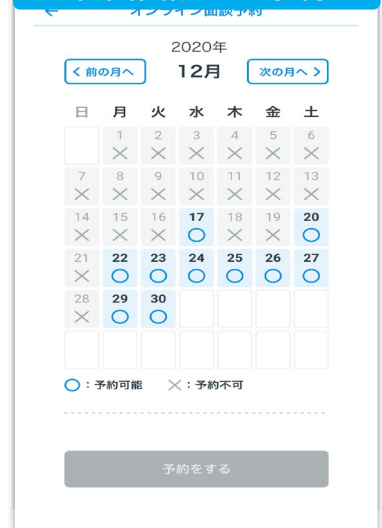 ← オンライン面談予約
2020年
< 前の月へ 12月 次の月へ >
日 月 火 水 木 金 土
1 2 3 4 5 6
7 8 9 10 11 12 13
14 15 16 17 18 19 20
21 22 23 24 25 26 27
28 29 30
○ : 予約可能 × : 予約不可
予約をする